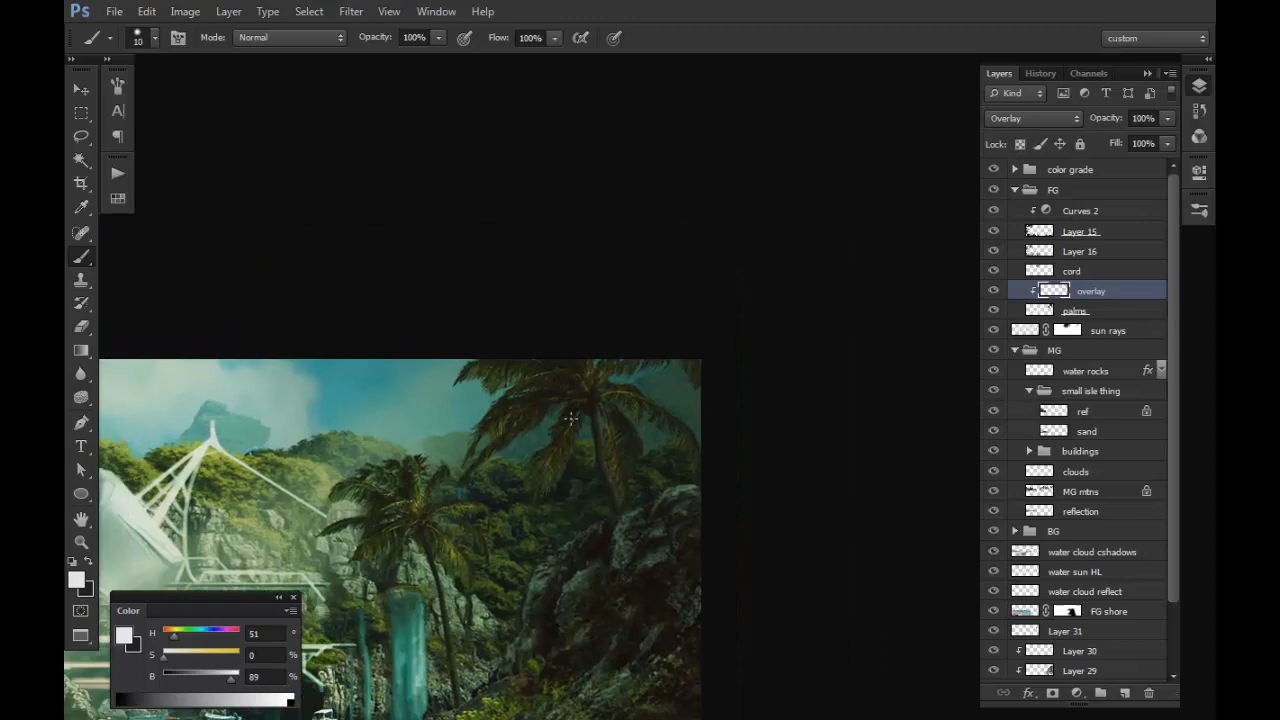 Ps File Edit Image Layer Type Select Filter View Window Help
10 Mode: Normal Opacity: 100% Flow: 100% custom
Layers History Channels
Kind T
Overlay Opacity: 100%
Lock: Fill: 100%
color grade
FG
Curves 2
Layer 15
Layer 16
cord
overlay
palms
sun rays
MG
water rocks fx
small isle thing
ref
sand
buildings
clouds
MG mtns
reflection
BG
water cloud cshadows
water sun HL
water cloud reflect
FG shore
Layer 31
Layer 30
Layer 29
fx
A
T
Color
H 51 °
S 0 %
B 89 %